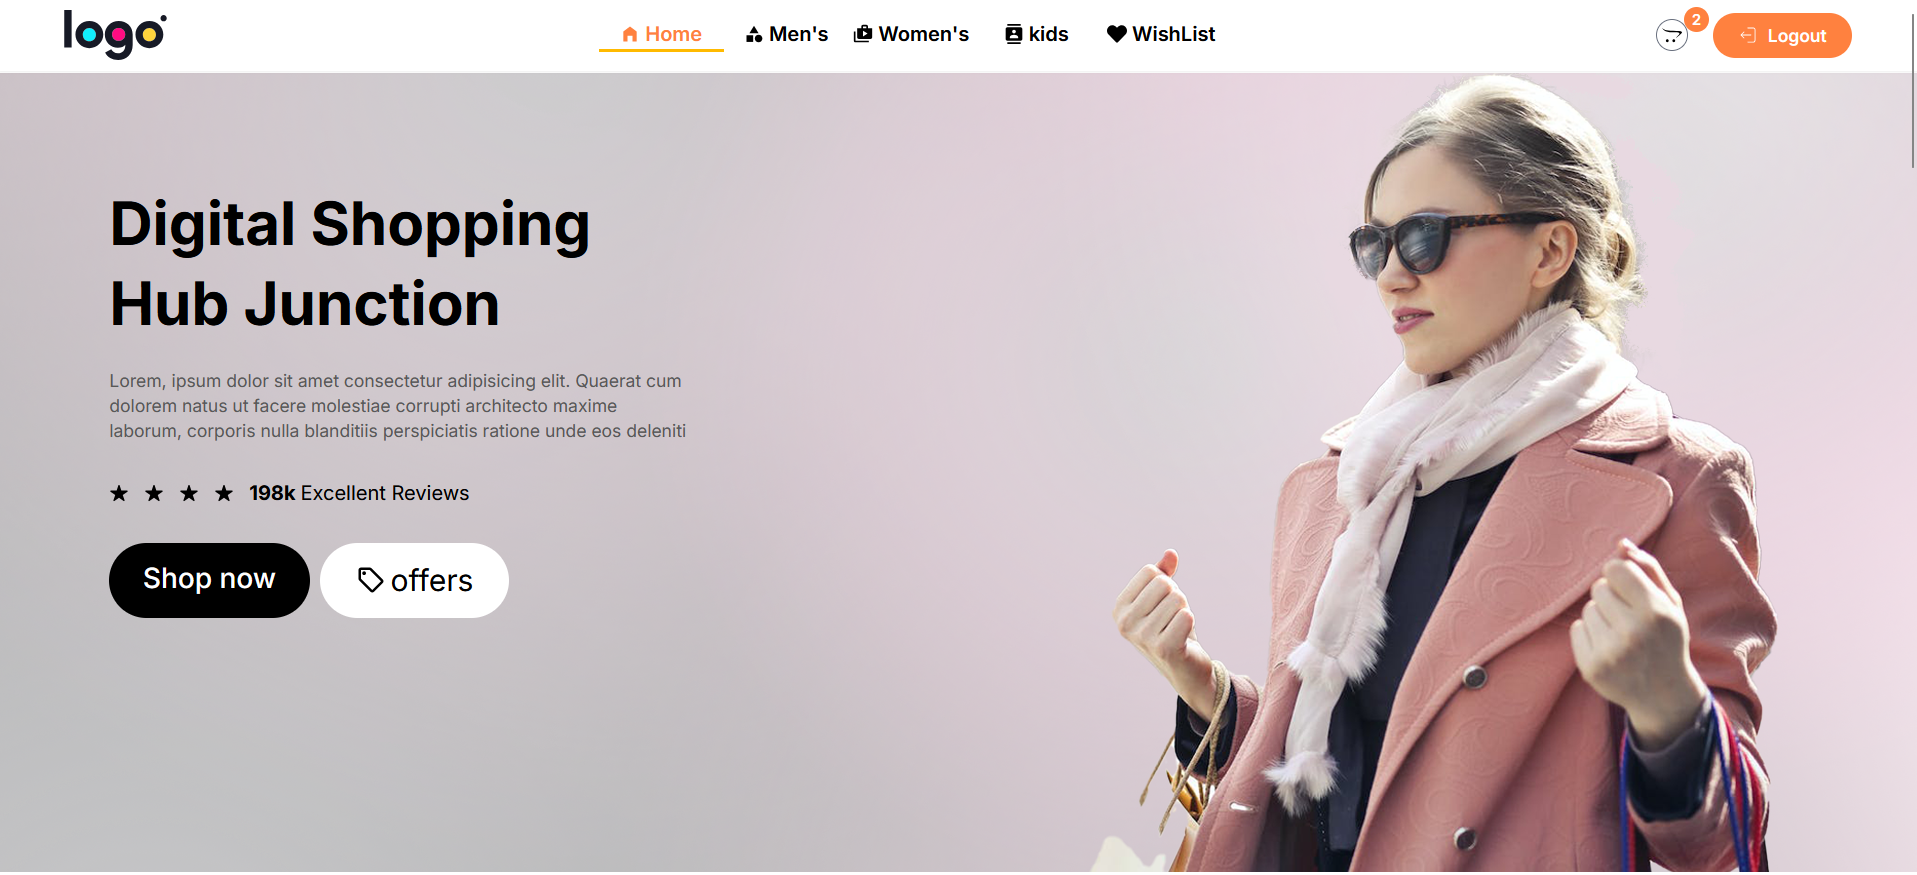 logo
Home
Men's
Women's
kids
WishList
2
Logout
Digital Shopping
Hub Junction
Lorem, ipsum dolor sit amet consectetur adipisicing elit. Quaerat cum
dolorem natus ut facere molestiae corrupti architecto maxime
laborum, corporis nulla blanditiis perspiciatis ratione unde eos deleniti
198k Excellent Reviews
Shop now
offers